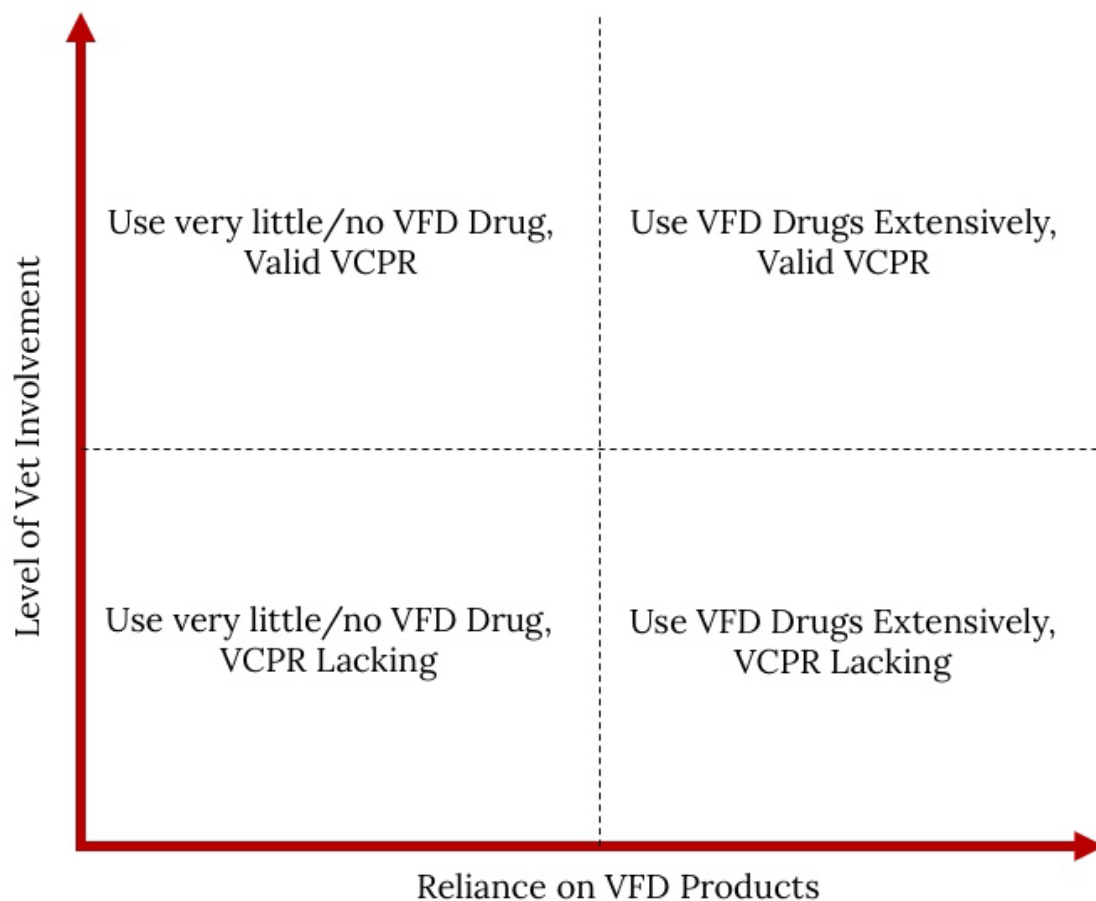 Level of Vet Involvement
Use very little/no VFD Drug,
Valid VCPR
Use VFD Drugs Extensively,
Valid VCPR
Use very little/no VFD Drug,
VCPR Lacking
Use VFD Drugs Extensively,
VCPR Lacking
Reliance on VFD Products